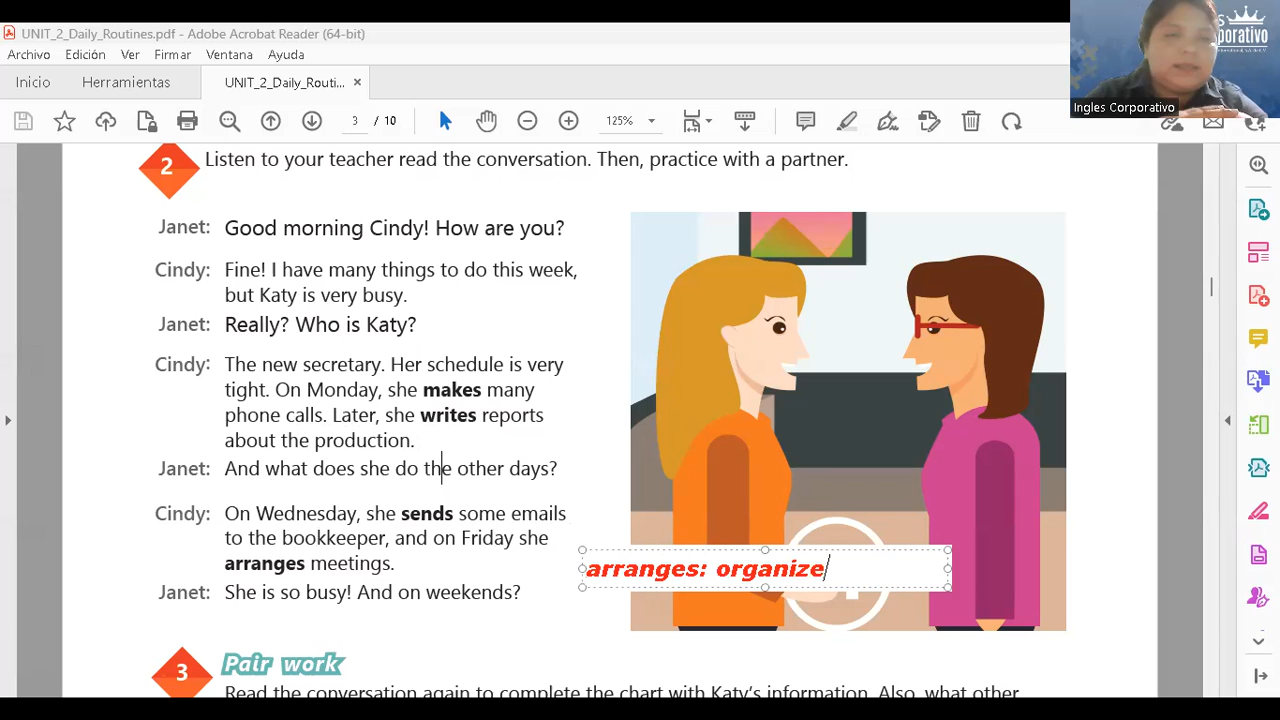 UNIT_2_Daily_Routines.pdf - Adobe Acrobat Reader (64-bit)
Archivo Edición Ver Firmar Ventana Ayuda
Inicio Herramientas UNIT_2_Daily_Routi... ×
3 / 10 125%
Ingles Corporativo
2 Listen to your teacher read the conversation. Then, practice with a partner.
Janet: Good morning Cindy! How are you?
Cindy: Fine! I have many things to do this week,
but Katy is very busy.
Janet: Really? Who is Katy?
Cindy: The new secretary. Her schedule is very
tight. On Monday, she makes many
phone calls. Later, she writes reports
about the production.
Janet: And what does she do the other days?
Cindy: On Wednesday, she sends some emails
to the bookkeeper, and on Friday she
arranges meetings.
Janet: She is so busy! And on weekends?
arranges: organize
3 Pair work
Read the conversation again to complete the chart with Katy's information. Also, what other